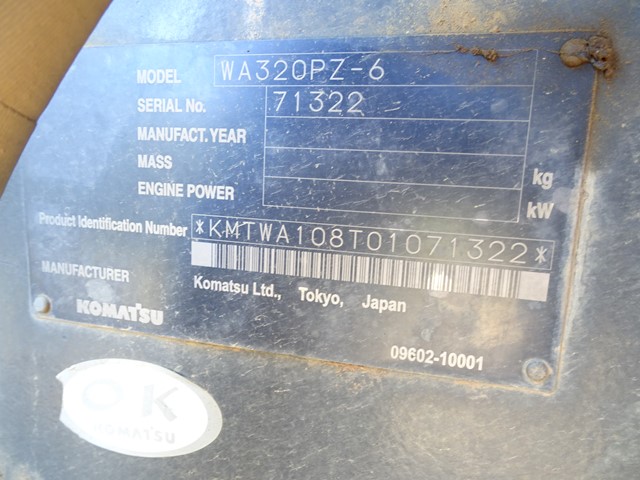 MODEL WA320PZ-6
SERIAL No. 71322
MANUFACT. YEAR
MASS kg
ENGINE POWER kW
Product Identification Number *KMTWA108T01071322*
MANUFACTURER Komatsu Ltd., Tokyo, Japan
KOMATSU
09602-10001
OK
KOMATSU